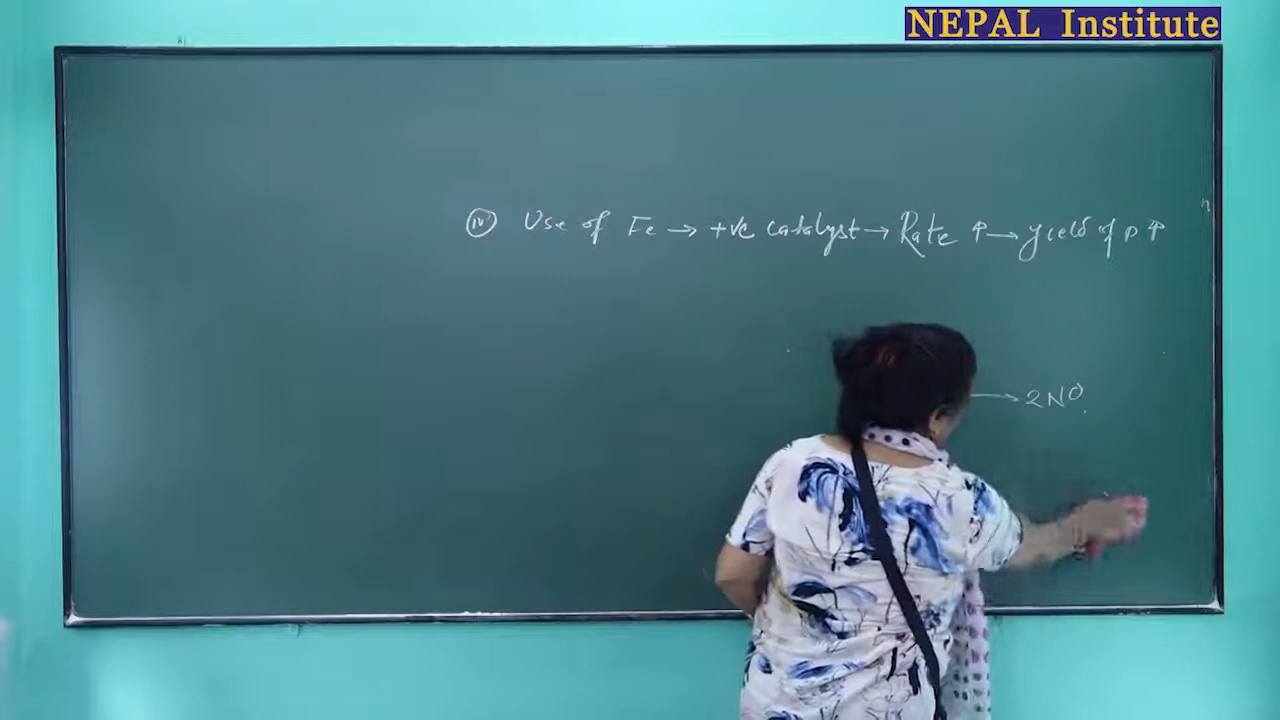 NEPAL Institute
(iv) Use of Fe → +ve catalyst → Rate ↑ → yield of p ↑
→ 2NO